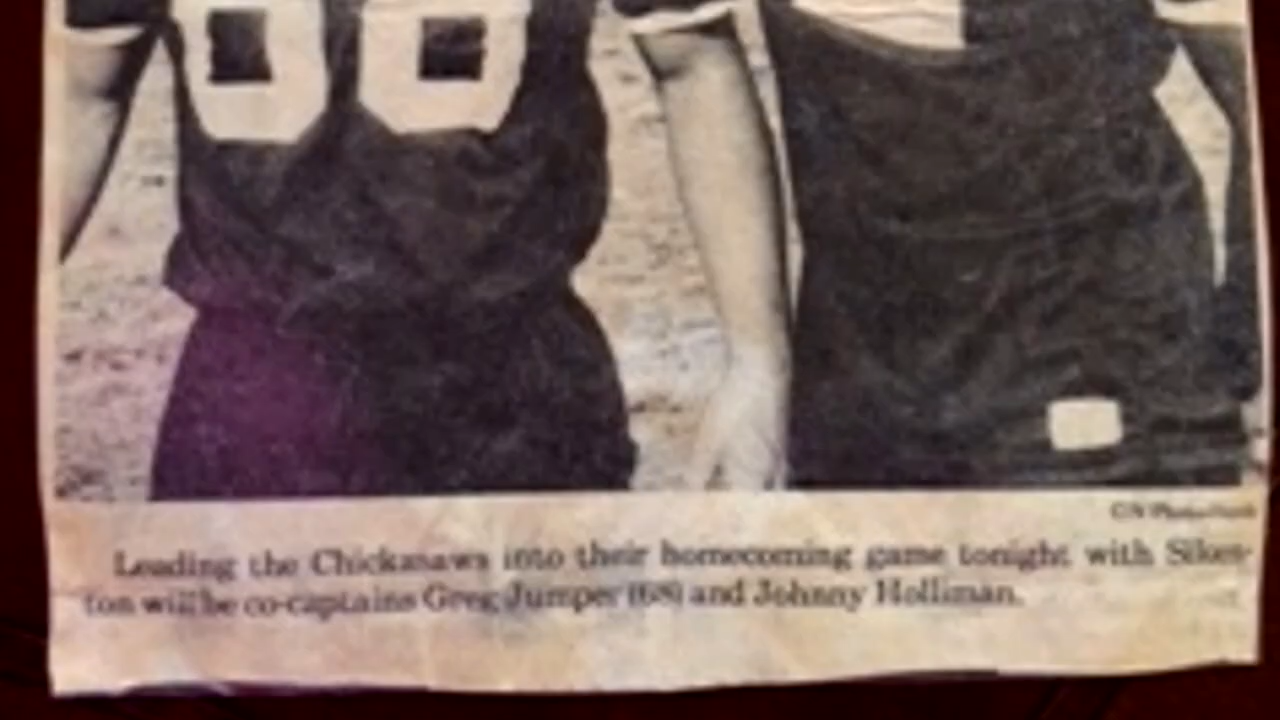 Leading the Chickasaws into their homecoming game tonight with Sikes-
ton will be co-captains Greg Jumper (68) and Johnny Holliman.